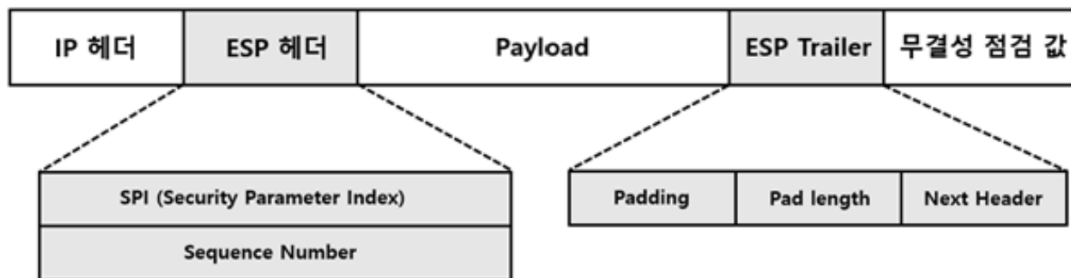 IP 헤더 ESP 헤더 Payload ESP Trailer 무결성 점검 값
SPI (Security Parameter Index)
Sequence Number
Padding Pad length Next Header